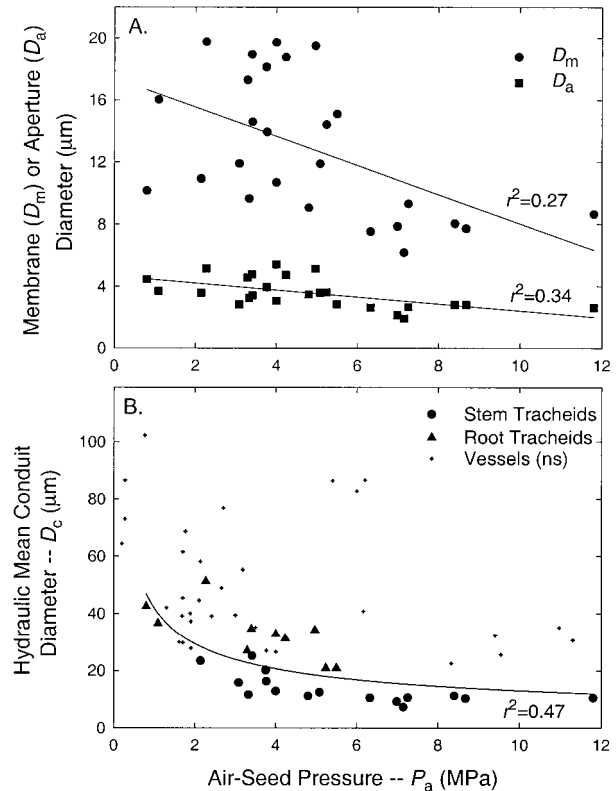 A.
Membrane (Dm) or Aperture (Da)
Diameter (µm)
20
16
12
8
4
0
Dm
Da
r²=0.27
r²=0.34
0 2 4 6 8 10 12
B.
Hydraulic Mean Conduit
Diameter -- Dc (µm)
100
80
60
40
20
0
Stem Tracheids
Root Tracheids
Vessels (ns)
r²=0.47
0 2 4 6 8 10 12
Air-Seed Pressure -- Pa (MPa)